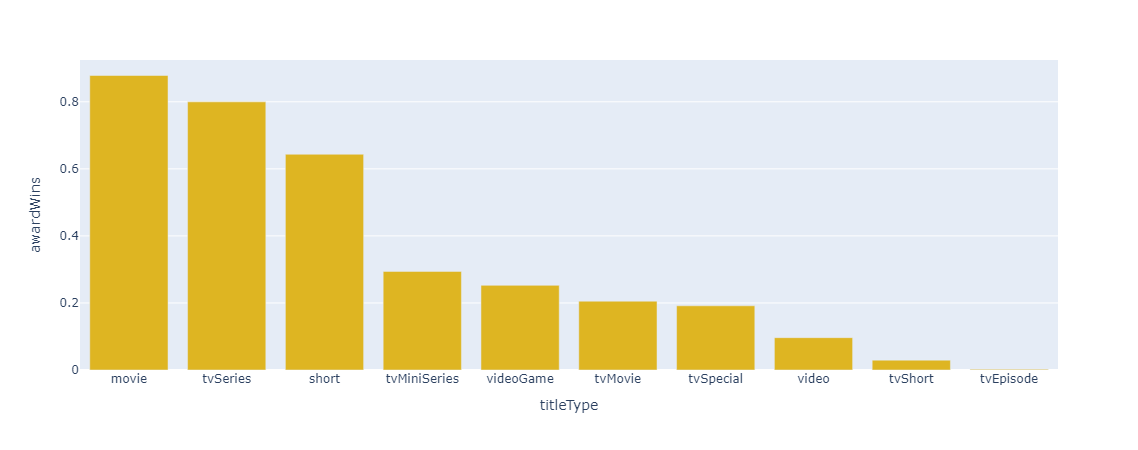 awardWins
0.8
0.6
0.4
0.2
0
movie tvSeries short tvMiniSeries videoGame tvMovie tvSpecial video tvShort tvEpisode
titleType